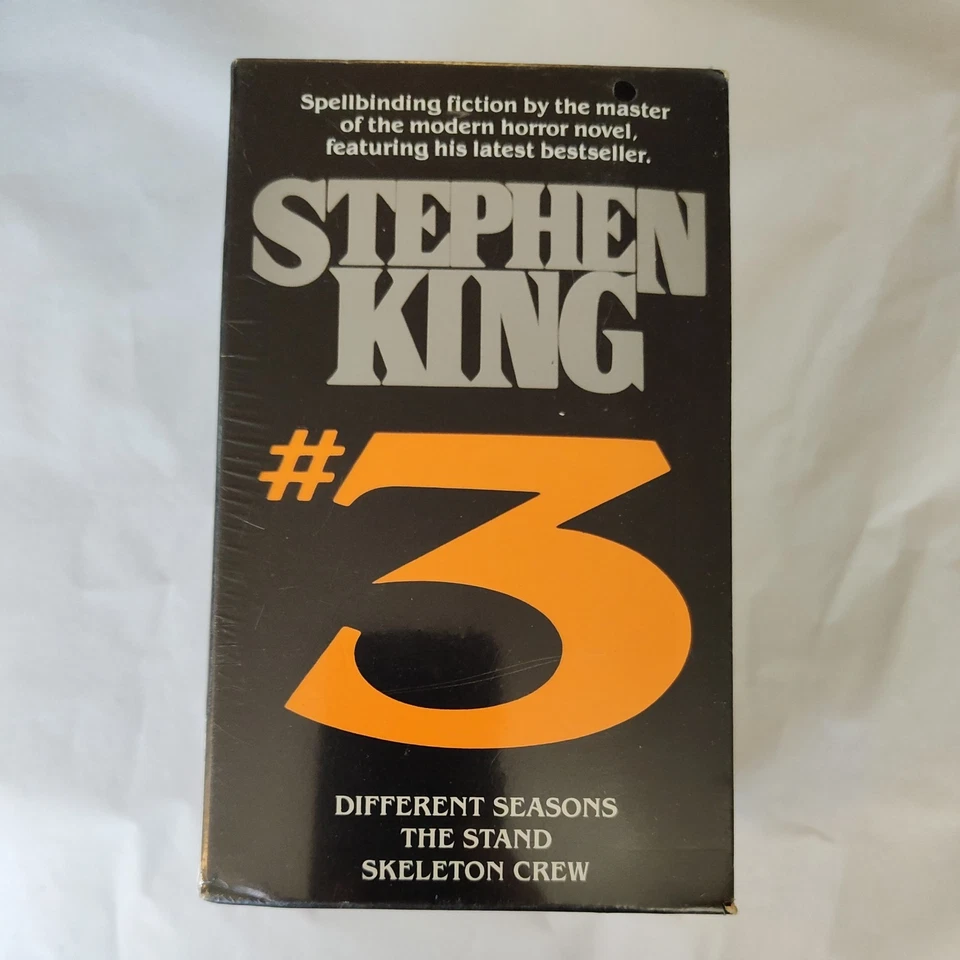 Spellbinding fiction by the master
of the modern horror novel,
featuring his latest bestseller.
STEPHEN
KING
#3
DIFFERENT SEASONS
THE STAND
SKELETON CREW